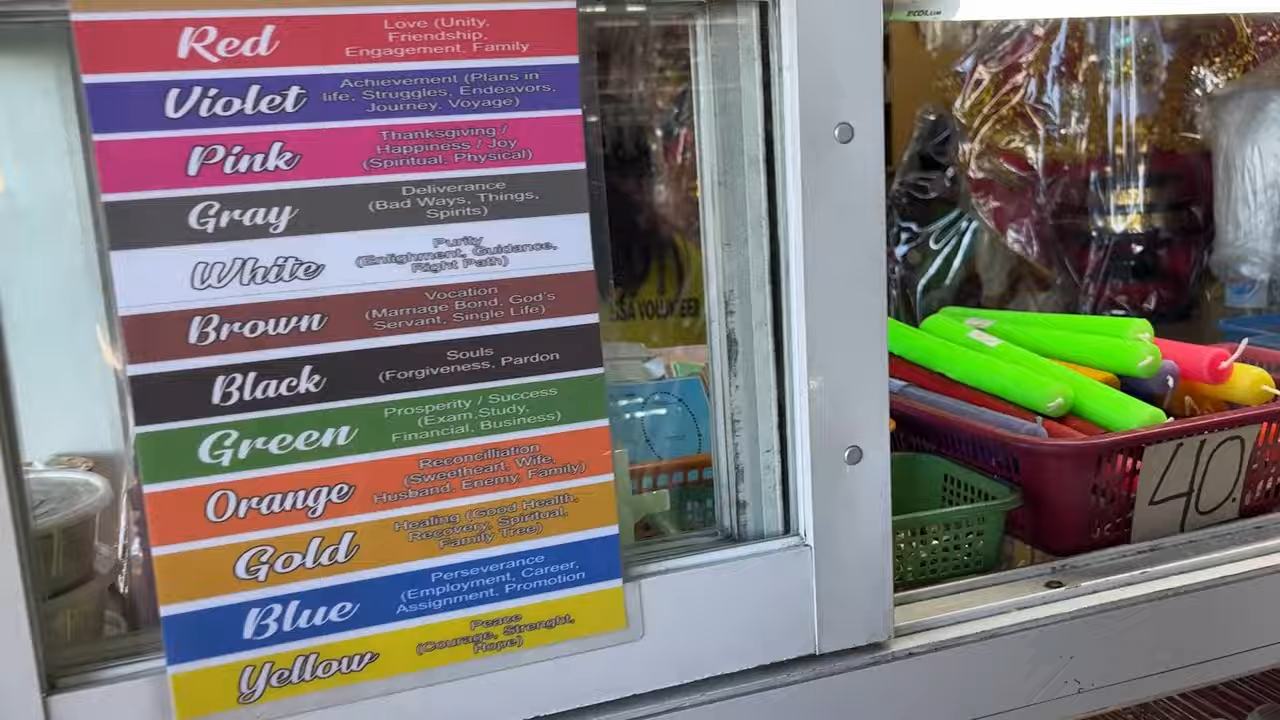 Red
Love (Unity,
Friendship,
Engagement, Family
Violet
Achievement (Plans in
life, Struggles, Endeavors,
Journey, Voyage)
Pink
Thanksgiving /
Happiness / Joy
(Spiritual, Physical)
Gray
Deliverance
(Bad Ways, Things,
Spirits)
White
Purity
(Enlighment, Guidance,
Right Path)
Brown
Vocation
(Marriage Bond, God's
Servant, Single Life)
Black
Souls
(Forgiveness, Pardon
Green
Prosperity / Success
(Exam,Study,
Financial, Business)
Orange
Reconcilliation
(Sweetheart, Wife,
Husband, Enemy, Family)
Gold
Healing (Good Health,
Recovery, Spiritual,
Family Tree)
Blue
Perseverance
(Employment, Career,
Assignment, Promotion
Yellow
Peace
(Courage, Strenght,
Hope)
VOLUNTEER
ECOLUM
40.